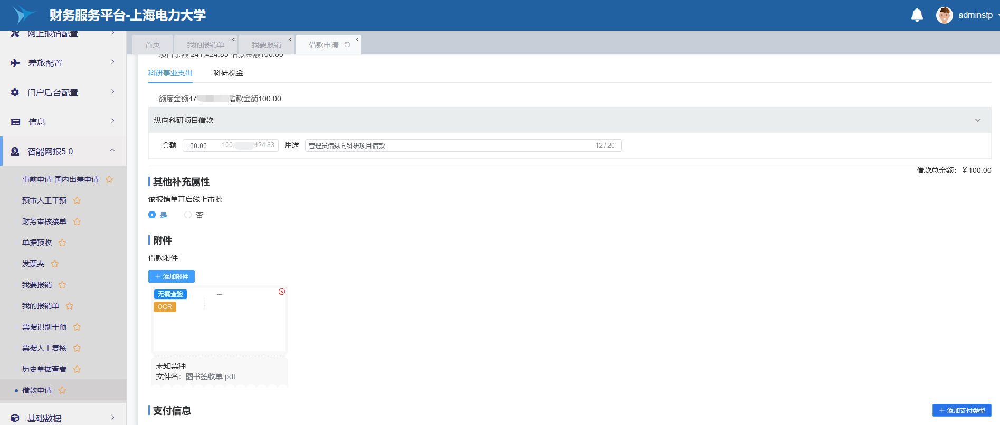 财务服务平台-上海电力大学
adminsfp
网上报销配置
差旅配置
门户后台配置
信息
智能网报5.0
事前申请-国内出差申请
预审人工干预
财务审核接单
单据预收
发票夹
我要报销
我的报销单
票据识别干预
票据人工复核
历史单据查看
借款申请
基础数据
首页
我的报销单
我要报销
借款申请
项目余额 241,424.83 借款金额100.00
科研事业支出
科研税金
额度金额47 借款金额100.00
纵向科研项目借款
金额 100.00 100. 424.83 用途 管理员借纵向科研项目借款 12 / 20
借款总金额：￥100.00
其他补充属性
该报销单开启线上审批
是 否
附件
借款附件
添加附件
无需查验
OCR
未知票种
文件名：图书签收单.pdf
支付信息
添加支付类型